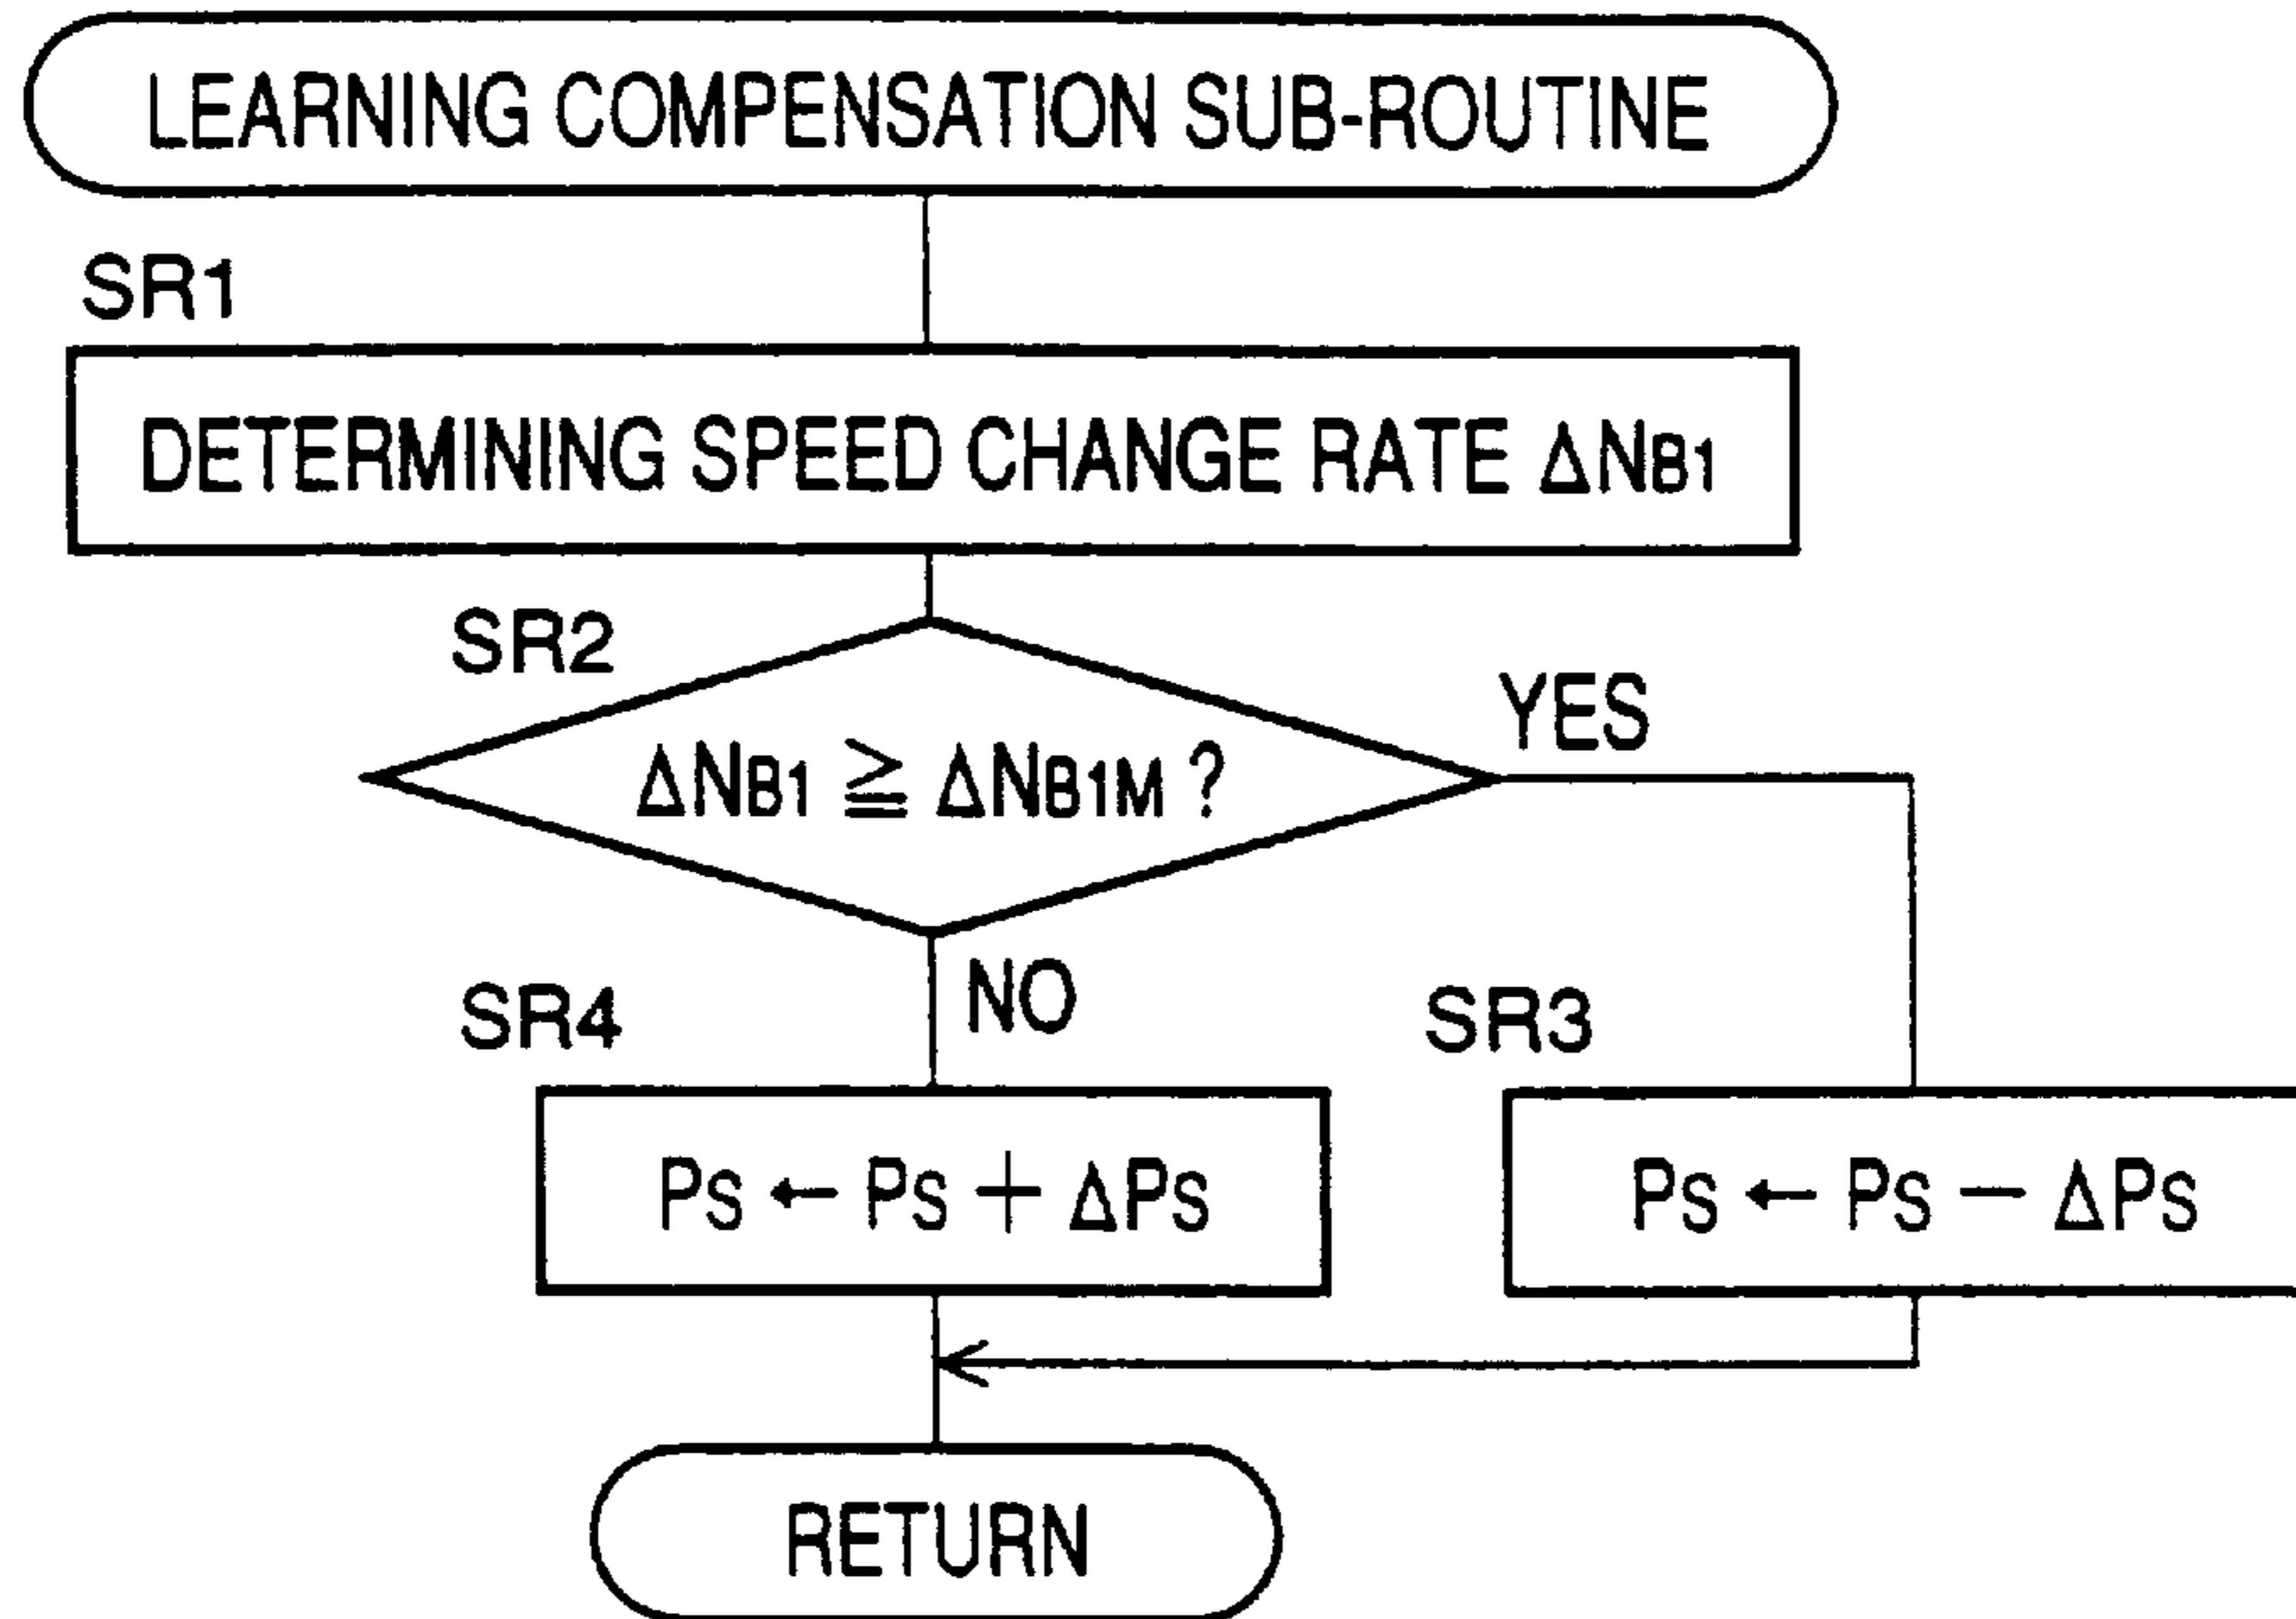 LEARNING COMPENSATION SUB-ROUTINE
SR1
DETERMINING SPEED CHANGE RATE ΔNB1
SR2
YES
ΔNB1 ≧ ΔNB1M ?
NO
SR4
SR3
PS ← PS + ΔPS
PS ← PS − ΔPS
RETURN